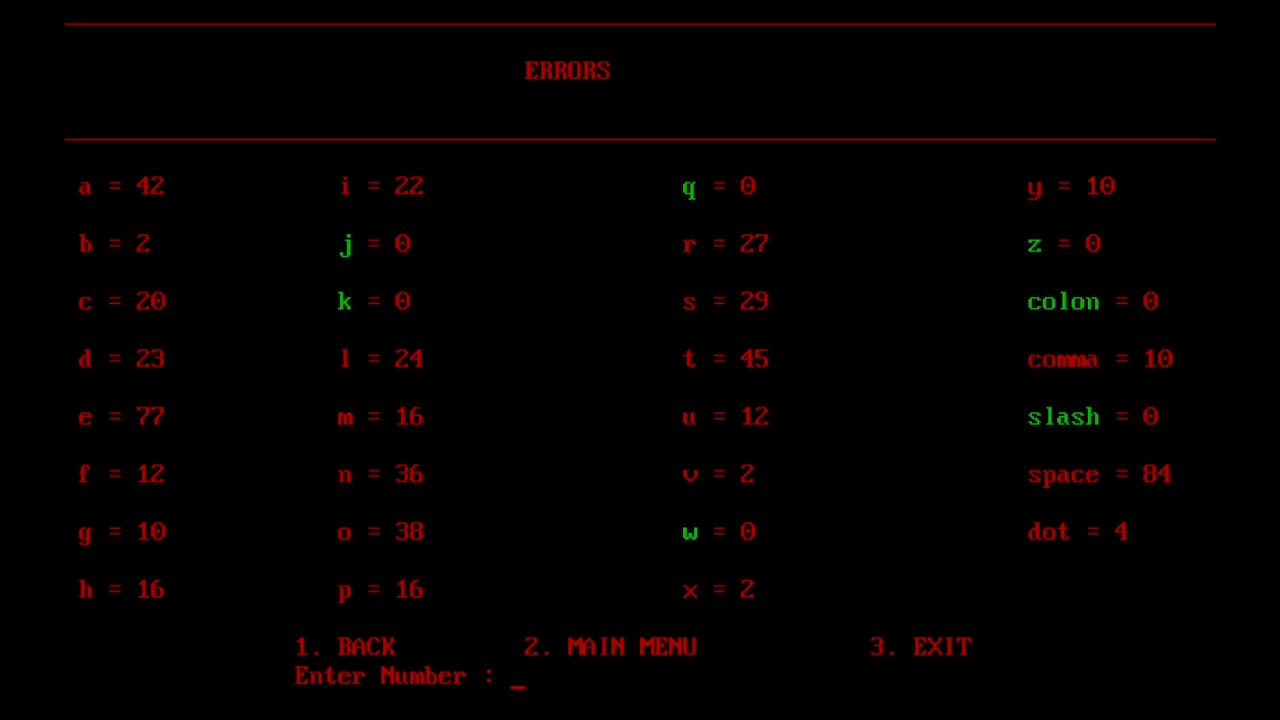 ERRORS
a = 42 i = 22 q = 0 y = 10
b = 2 j = 0 r = 27 z = 0
c = 20 k = 0 s = 29 colon = 0
d = 23 l = 24 t = 45 comma = 10
e = 77 m = 16 u = 12 slash = 0
f = 12 n = 36 v = 2 space = 84
g = 10 o = 38 w = 0 dot = 4
h = 16 p = 16 x = 2
1. BACK 2. MAIN MENU 3. EXIT
Enter Number : _